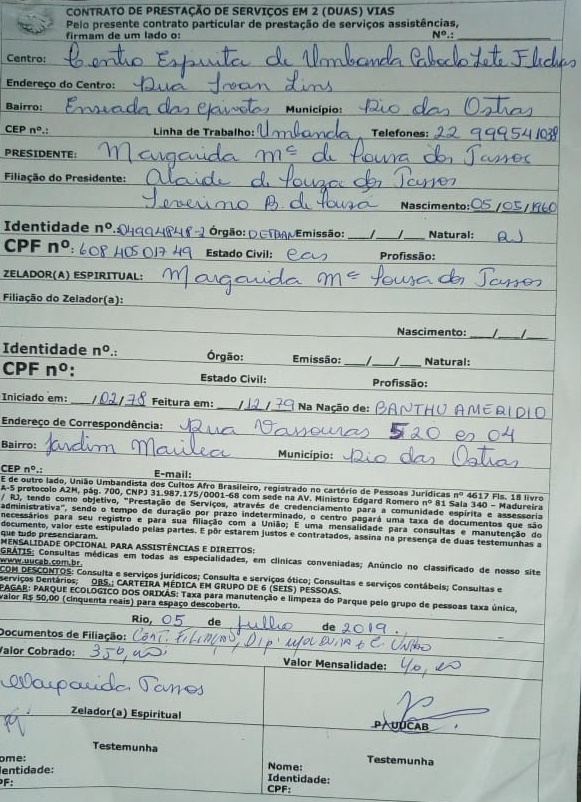 CONTRATO DE PRESTAÇÃO DE SERVIÇOS EM 2 (DUAS) VIAS
Pelo presente contrato particular de prestação de serviços assistências,
firmam de um lado o: Nº.:
Centro: Centro Espirita de Umbanda Caboclo Sete Flechas
Endereço do Centro: Rua Ivan Lins
Bairro: Enseada das gaivotas Município: Rio das Ostras
CEP nº.: Linha de Trabalho: Umbanda Telefones: 22 999541038
PRESIDENTE: Margarida Mª de Sousa dos Passos
Filiação do Presidente: Alaide de Souza dos Passos
Severino B. de Sousa Nascimento: 05/05/1960
Identidade nº.: 04994848-2 Órgão: DETRAN Emissão: __/__/__ Natural: RJ
CPF nº: 608 405 017 49 Estado Civil: cas Profissão:
ZELADOR(A) ESPIRITUAL: Margarida Mª Sousa dos Passos
Filiação do Zelador(a):
Nascimento: __/__/__
Identidade nº.: Órgão: Emissão: __/__/__ Natural:
CPF nº: Estado Civil: Profissão:
Iniciado em: __/02/78 Feitura em: __/12/79 Na Nação de: BANTHU AMERIDIO
Endereço de Correspondência: Rua Vassouras 520 cs 04
Bairro: Jardim Marilea Município: Rio das Ostras
CEP nº.: E-mail:
E de outro lado, União Umbandista dos Cultos Afro Brasileiro, registrado no cartório de Pessoas Jurídicas nº 4617 Fls. 18 livro
A-5 protocolo A2M, pág. 700, CNPJ 31.987.175/0001-68 com sede na AV. Ministro Edgard Romero nº 81 Sala 340 – Madureira
/ RJ, tendo como objetivo, "Prestação de Serviços, através de credenciamento para a comunidade espírita e assessoria
administrativa", sendo o tempo de duração por prazo indeterminado, o centro pagará uma taxa de documentos que são
necessários para seu registro e para sua filiação com a União; E uma mensalidade para consultas e manutenção do
documento, valor este estipulado pelas partes. E pôr estarem justos e contratados, assina na presença de duas testemunhas a
que tudo presenciaram.
MENSALIDADE OPCIONAL PARA ASSISTÊNCIAS E DIREITOS:
GRÁTIS: Consultas médicas em todas as especialidades, em clínicas conveniadas; Anúncio no classificado de nosso site
www.uucab.com.br.
COM DESCONTOS: Consulta e serviços jurídicos; Consulta e serviços ótico; Consultas e serviços contábeis; Consultas e
serviços Dentários; OBS.: CARTEIRA MÉDICA EM GRUPO DE 6 (SEIS) PESSOAS.
PAGAR: PARQUE ECOLOGICO DOS ORIXÁS: Taxa para manutenção e limpeza do Parque pelo grupo de pessoas taxa única,
valor R$ 50,00 (cinquenta reais) para espaço descoberto.
Rio, 05 de julho de 2019.
Documentos de Filiação:
Valor Cobrado: 350,00 Valor Mensalidade: 40,00
Margarida Passos
Zelador(a) Espiritual P/UUCAB
Testemunha Testemunha
ome: Nome:
dentidade: Identidade:
PF: CPF: